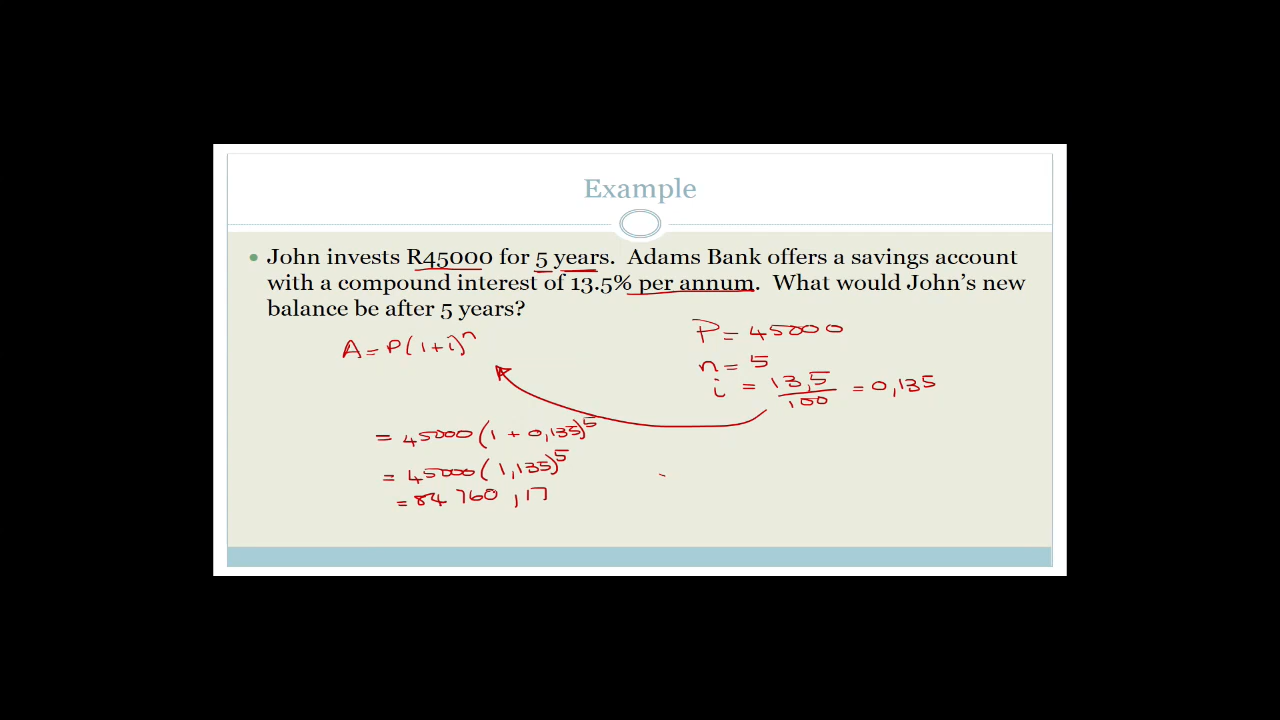 Example
• John invests R45000 for 5 years. Adams Bank offers a savings account
with a compound interest of 13.5% per annum. What would John's new
balance be after 5 years?
A = P(1+i)^n
P = 45000
n = 5
i = 13,5/100 = 0,135
= 45000(1 + 0,135)^5
= 45000(1,135)^5
= 84 760,17